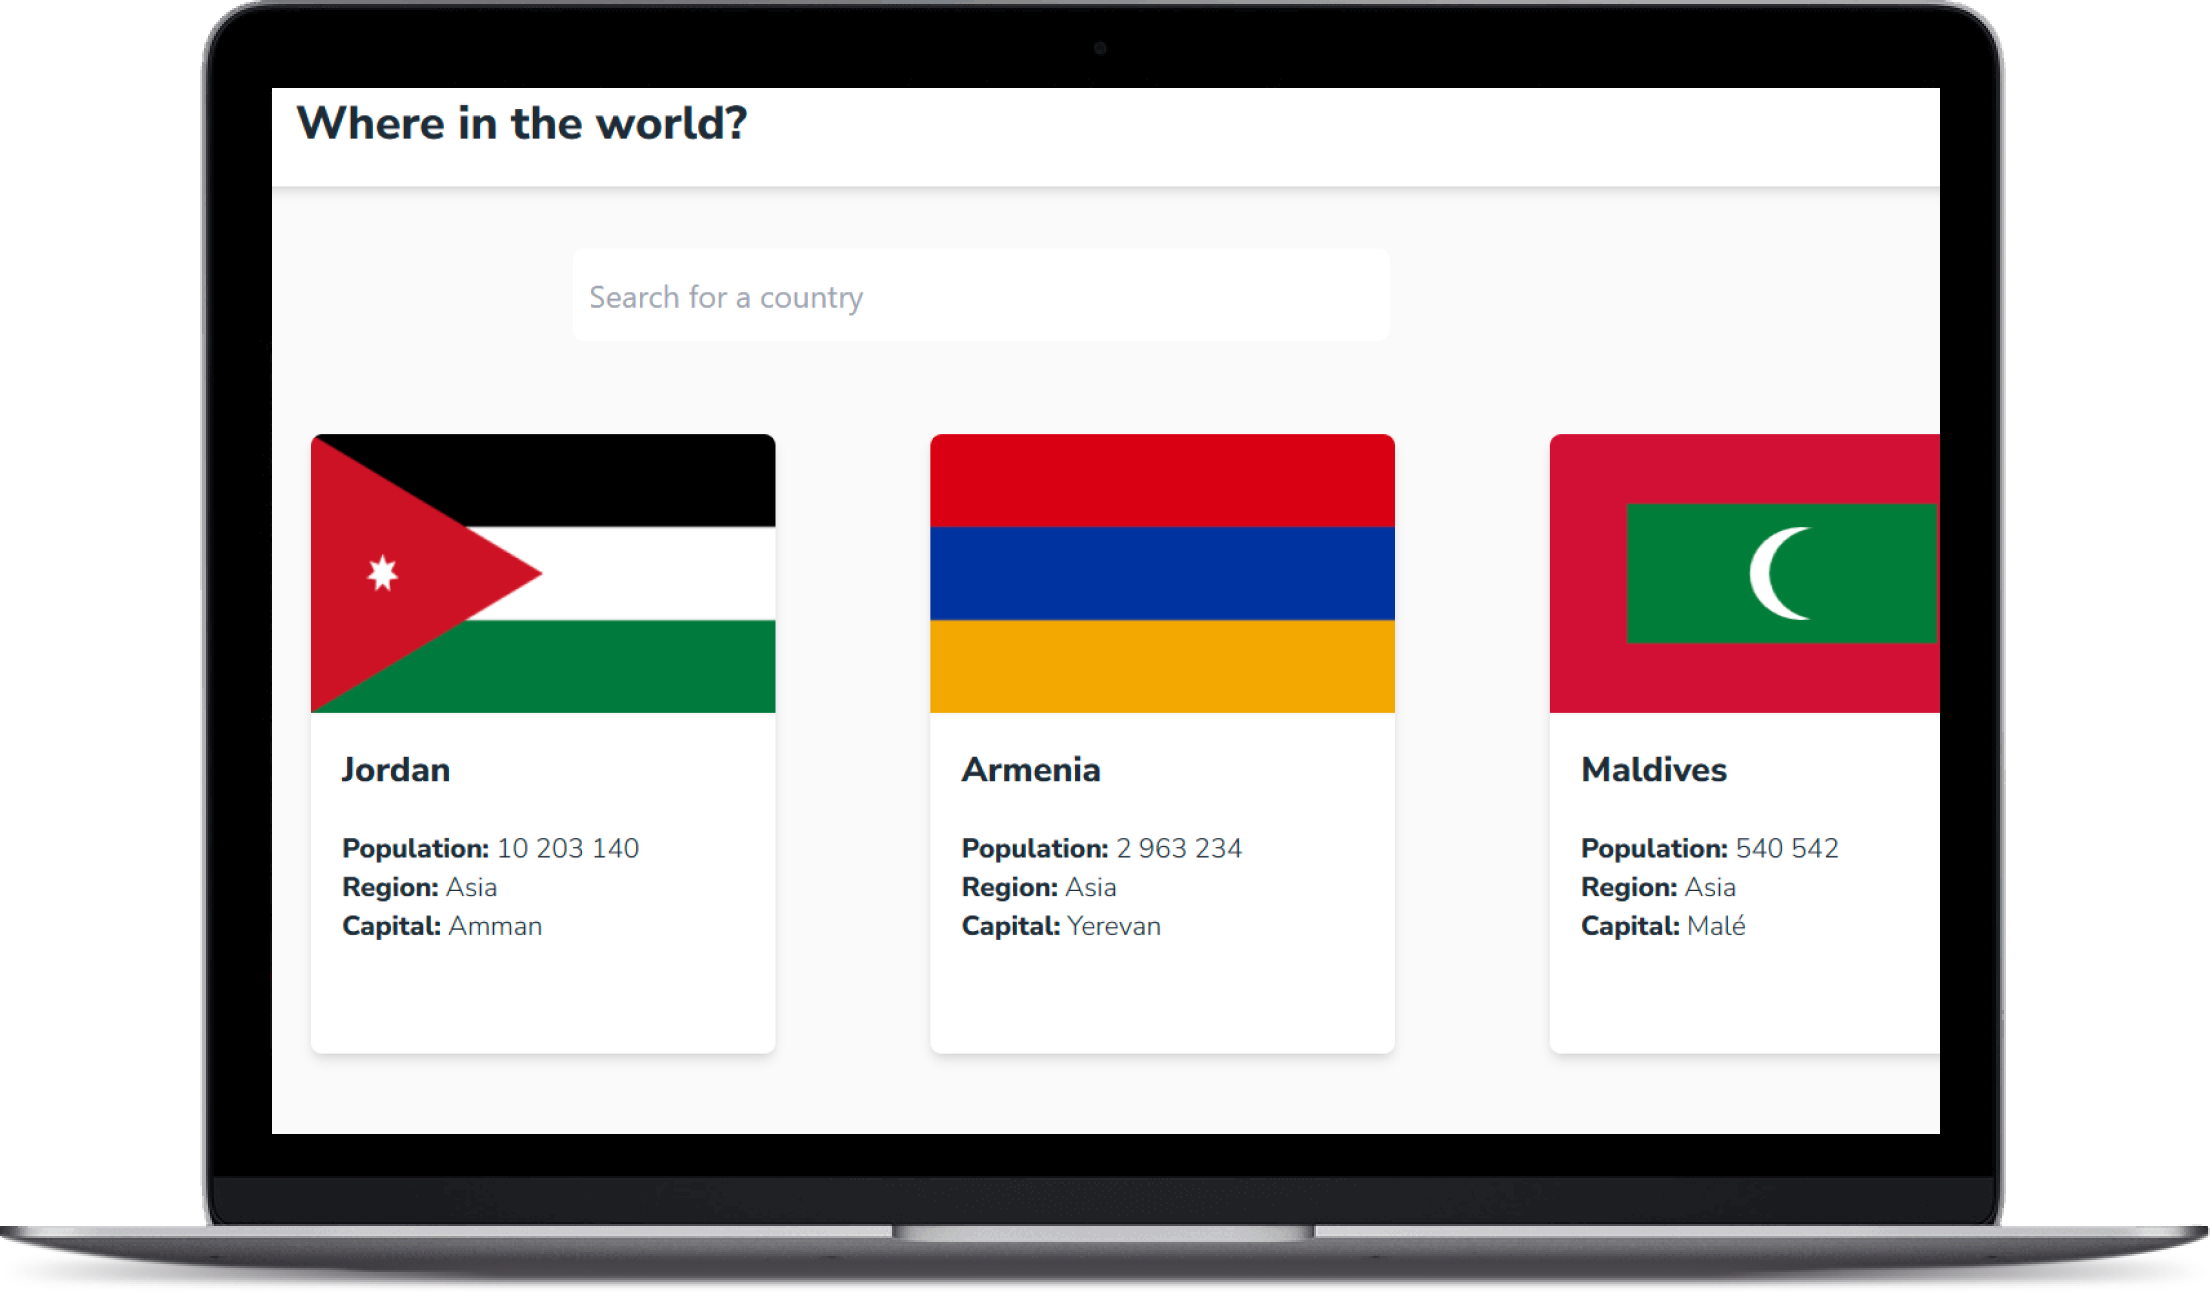 Where in the world?
Search for a country
Jordan
Population: 10 203 140
Region: Asia
Capital: Amman
Armenia
Population: 2 963 234
Region: Asia
Capital: Yerevan
Maldives
Population: 540 542
Region: Asia
Capital: Malé